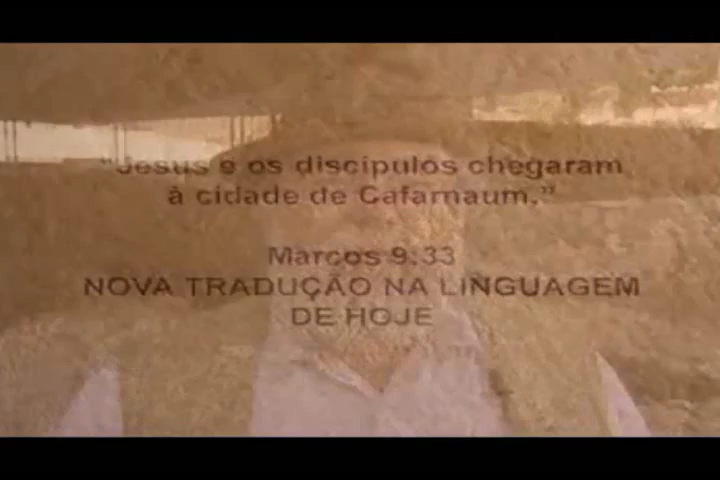 "Jesus e os discípulos chegaram
à cidade de Cafarnaum."
Marcos 9:33
NOVA TRADUÇÃO NA LINGUAGEM
DE HOJE